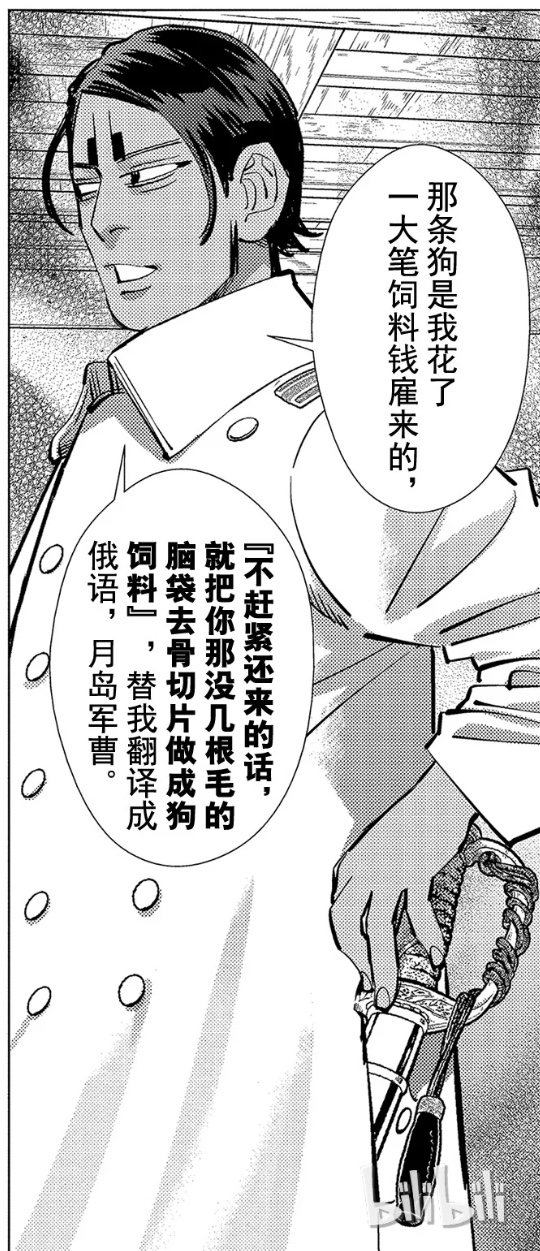 那条狗是我花了
一大笔饲料钱雇来的，
『不赶紧还来的话，
就把你那没几根毛的
脑袋去骨切片做成狗
饲料』，替我翻译成
俄语，月岛军曹。
bilibili